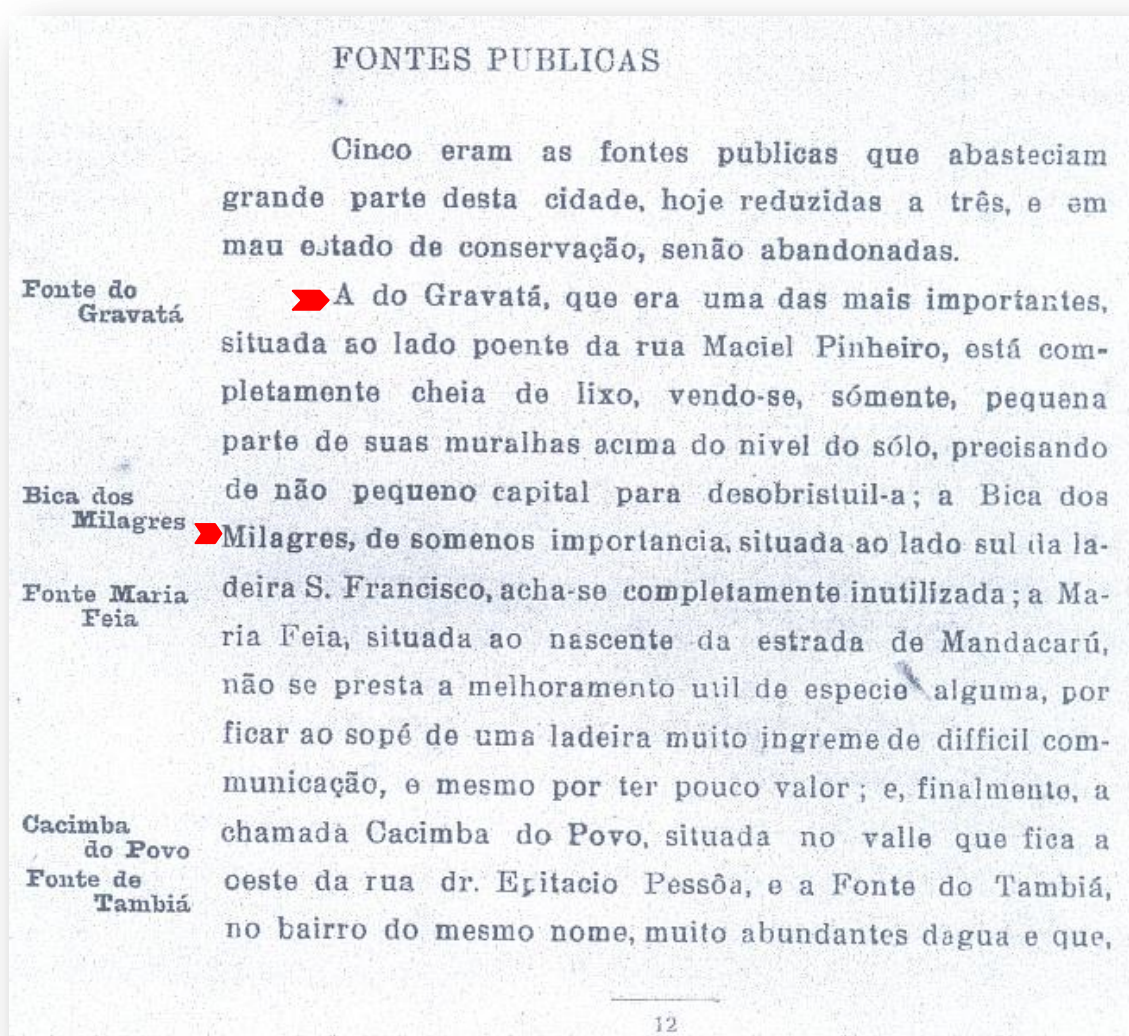 FONTES PUBLICAS
Cinco eram as fontes publicas que abasteciam
grande parte desta cidade, hoje reduzidas a três, e em
mau estado de conservação, senão abandonadas.
Fonte do
Gravatá
A do Gravatá, que era uma das mais importantes,
situada ao lado poente da rua Maciel Pinheiro, está com-
pletamente cheia de lixo, vendo-se, sómente, pequena
parte de suas muralhas acima do nivel do sólo, precisando
Bica dos
Milagres
de não pequeno capital para desobristuil-a; a Bica dos
Milagres, de somenos importancia, situada ao lado sul da la-
Fonte Maria
Feia
deira S. Francisco, acha-se completamente inutilizada; a Ma-
ria Feia, situada ao nascente da estrada de Mandacarú,
não se presta a melhoramento util de especie alguma, por
ficar ao sopé de uma ladeira muito ingreme de difficil com-
municação, e mesmo por ter pouco valor; e, finalmente, a
Cacimba
do Povo
chamada Cacimba do Povo, situada no valle que fica a
Fonte de
Tambiá
oeste da rua dr. Epitacio Pessôa, e a Fonte do Tambiá,
no bairro do mesmo nome, muito abundantes dagua e que,
12